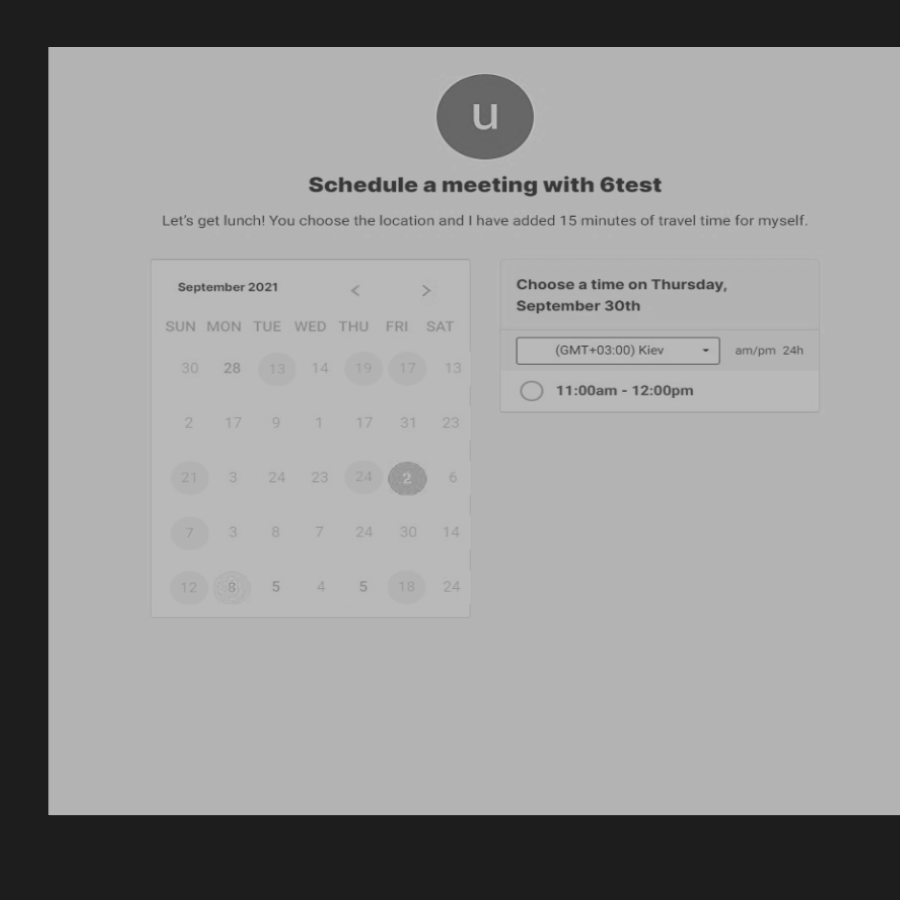 u
Schedule a meeting with 6test
Let's get lunch! You choose the location and I have added 15 minutes of travel time for myself.
September 2021 < >
SUN MON TUE WED THU FRI SAT
30 28 13 14 19 17 13
2 17 9 1 17 31 23
21 3 24 23 24 2 6
7 3 8 7 24 30 14
12 8 5 4 5 18 24
Choose a time on Thursday,
September 30th
(GMT+03:00) Kiev am/pm 24h
11:00am - 12:00pm